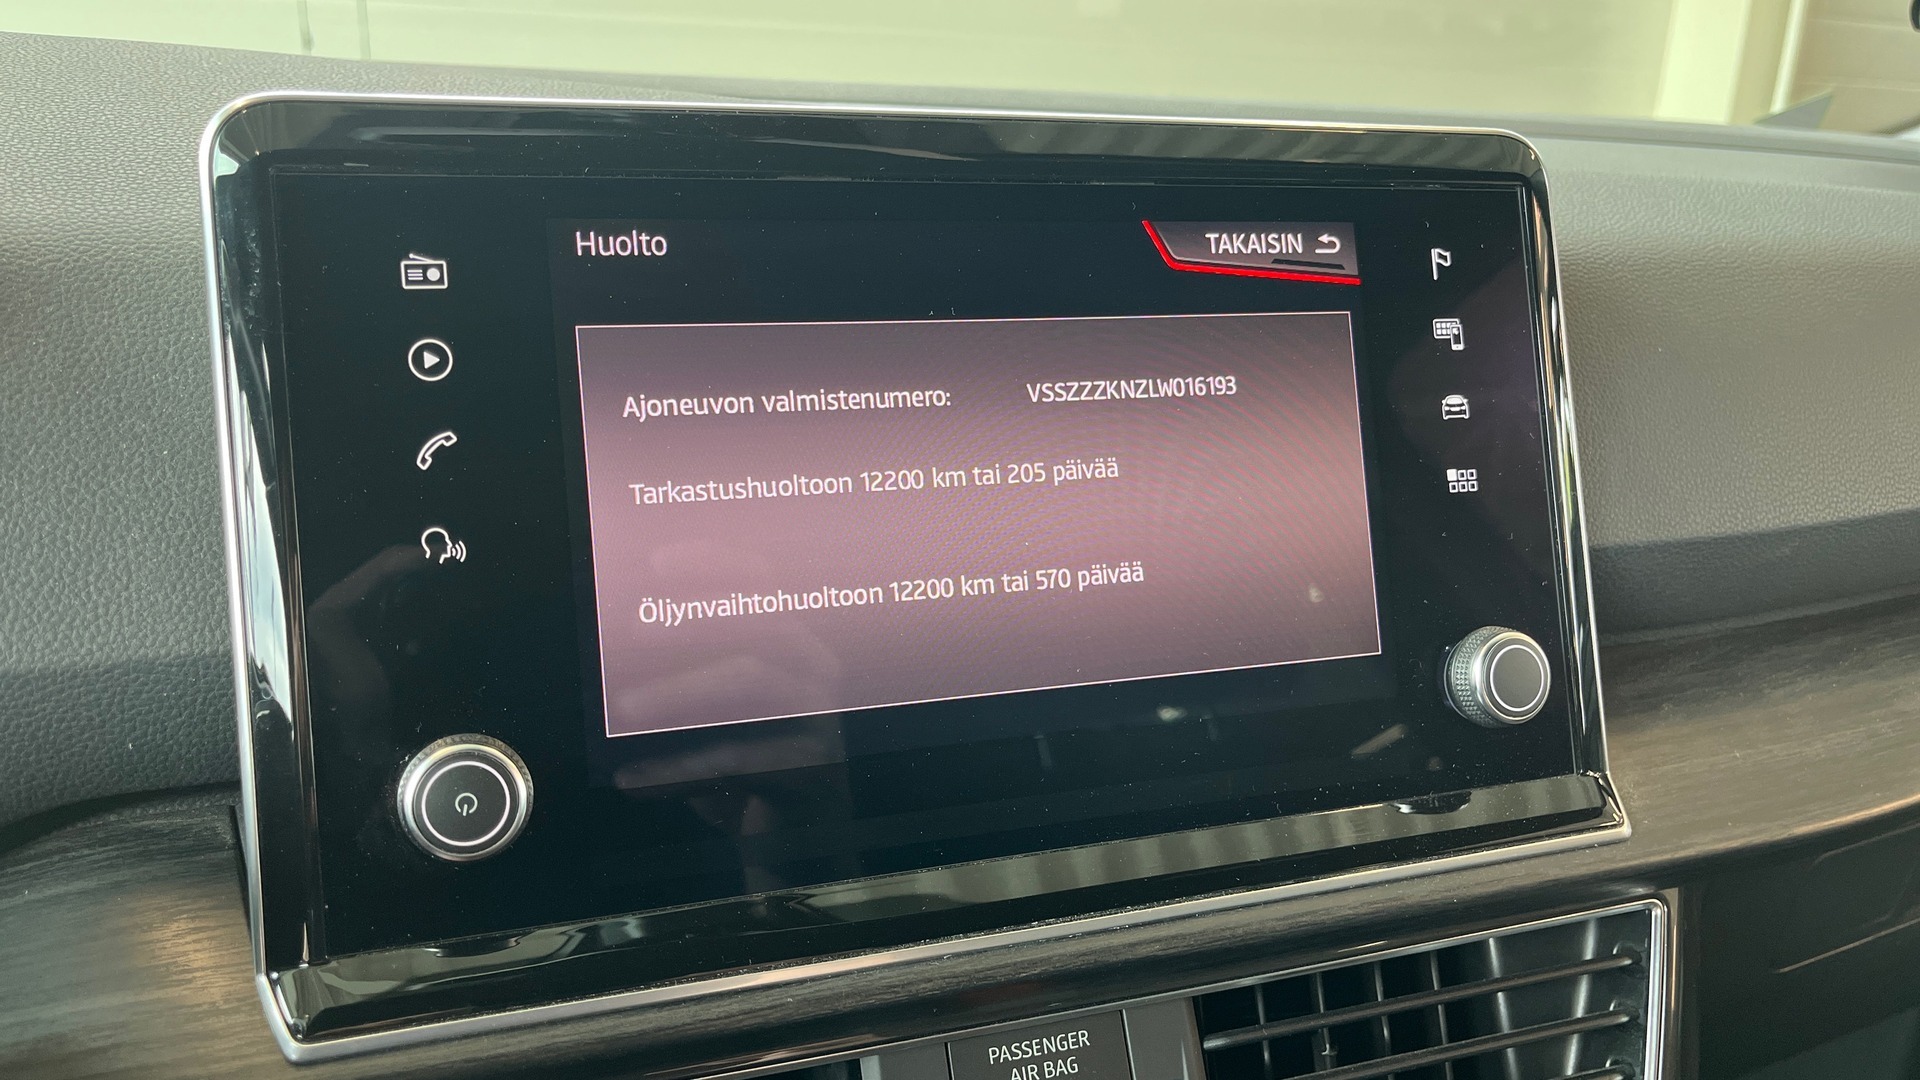 Huolto
TAKAISIN
Ajoneuvon valmistenumero: VSSZZZKNZLW016193
Tarkastushuoltoon 12200 km tai 205 päivää
Öljynvaihtohuoltoon 12200 km tai 570 päivää
PASSENGER
AIR BAG